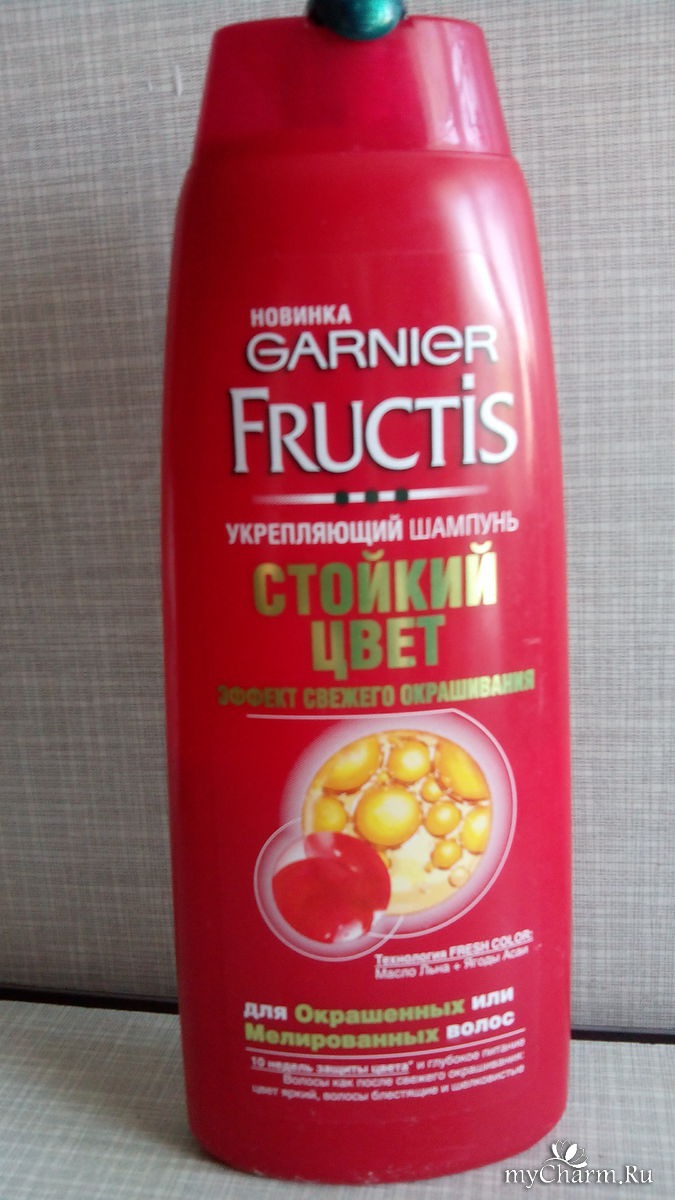 НОВИНКА
GARNIER
FRUCTIS
УКРЕПЛЯЮЩИЙ ШАМПУНЬ
СТОЙКИЙ
ЦВЕТ
ЭФФЕКТ СВЕЖЕГО ОКРАШИВАНИЯ
Технология FRESH COLOR:
Масло Льна + Ягоды Асаи
для Окрашенных или
Мелированных волос
10 недель защиты цвета* и глубокое питание
Волосы как после свежего окрашивания:
цвет яркий, волосы блестящие и шелковистые
myCharm.Ru